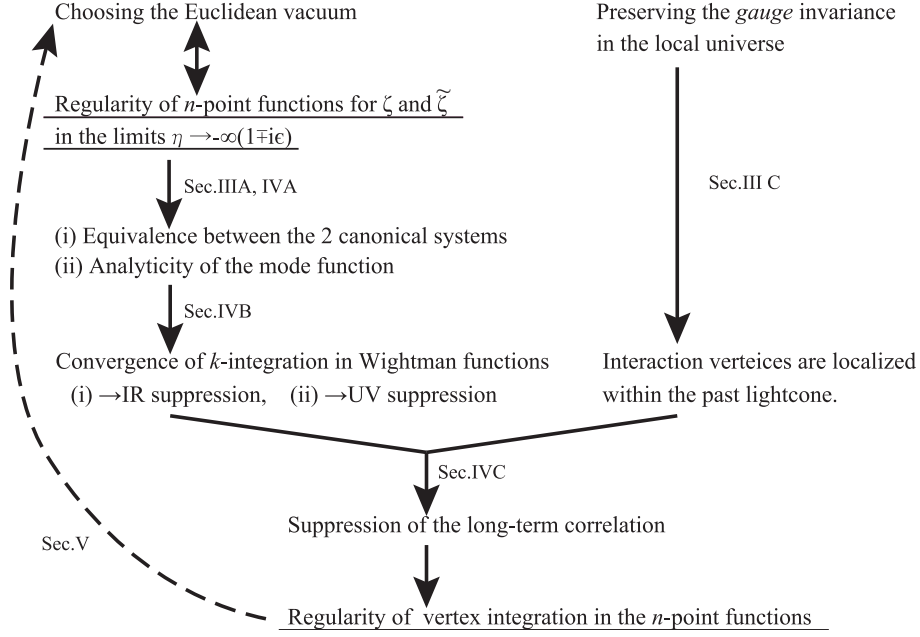 Choosing the Euclidean vacuum
Preserving the gauge invariance
in the local universe
Regularity of n-point functions for ζ and ζ̃
in the limits η →-∞(1∓iϵ)
Sec.IIIA, IVA
Sec.III C
(i) Equivalence between the 2 canonical systems
(ii) Analyticity of the mode function
Sec.IVB
Convergence of k-integration in Wightman functions
(i) →IR suppression, (ii) →UV suppression
Interaction verteices are localized
within the past lightcone.
Sec.IVC
Suppression of the long-term correlation
Sec.V
Regularity of vertex integration in the n-point functions